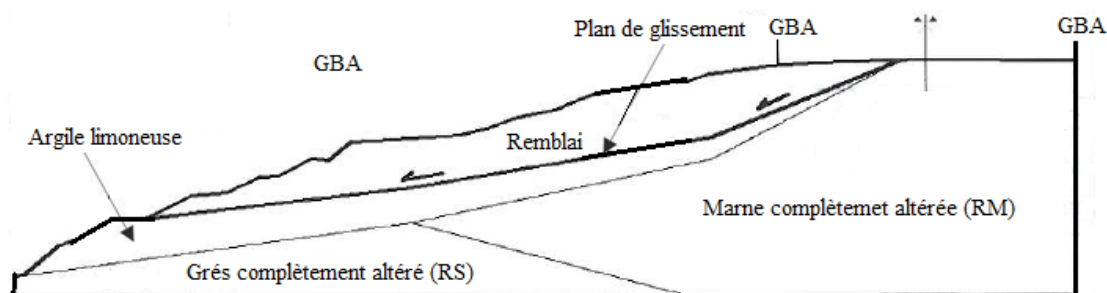 Plan de glissement
GBA
GBA
GBA
Argile limoneuse
Remblai
Marne complètemet altérée (RM)
Grés complètement altéré (RS)